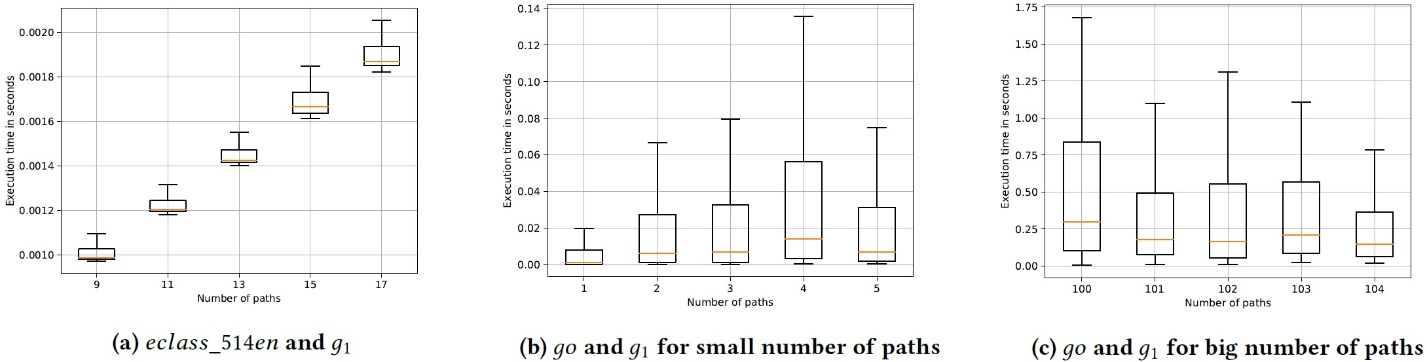 Execution time in seconds
0.0020
0.0018
0.0016
0.0014
0.0012
0.0010
9 11 13 15 17
Number of paths
(a) eclass_514en and g1
Execution time in seconds
0.14
0.12
0.10
0.08
0.06
0.04
0.02
0.00
1 2 3 4 5
Number of paths
(b) go and g1 for small number of paths
Execution time in seconds
1.75
1.50
1.25
1.00
0.75
0.50
0.25
0.00
100 101 102 103 104
Number of paths
(c) go and g1 for big number of paths